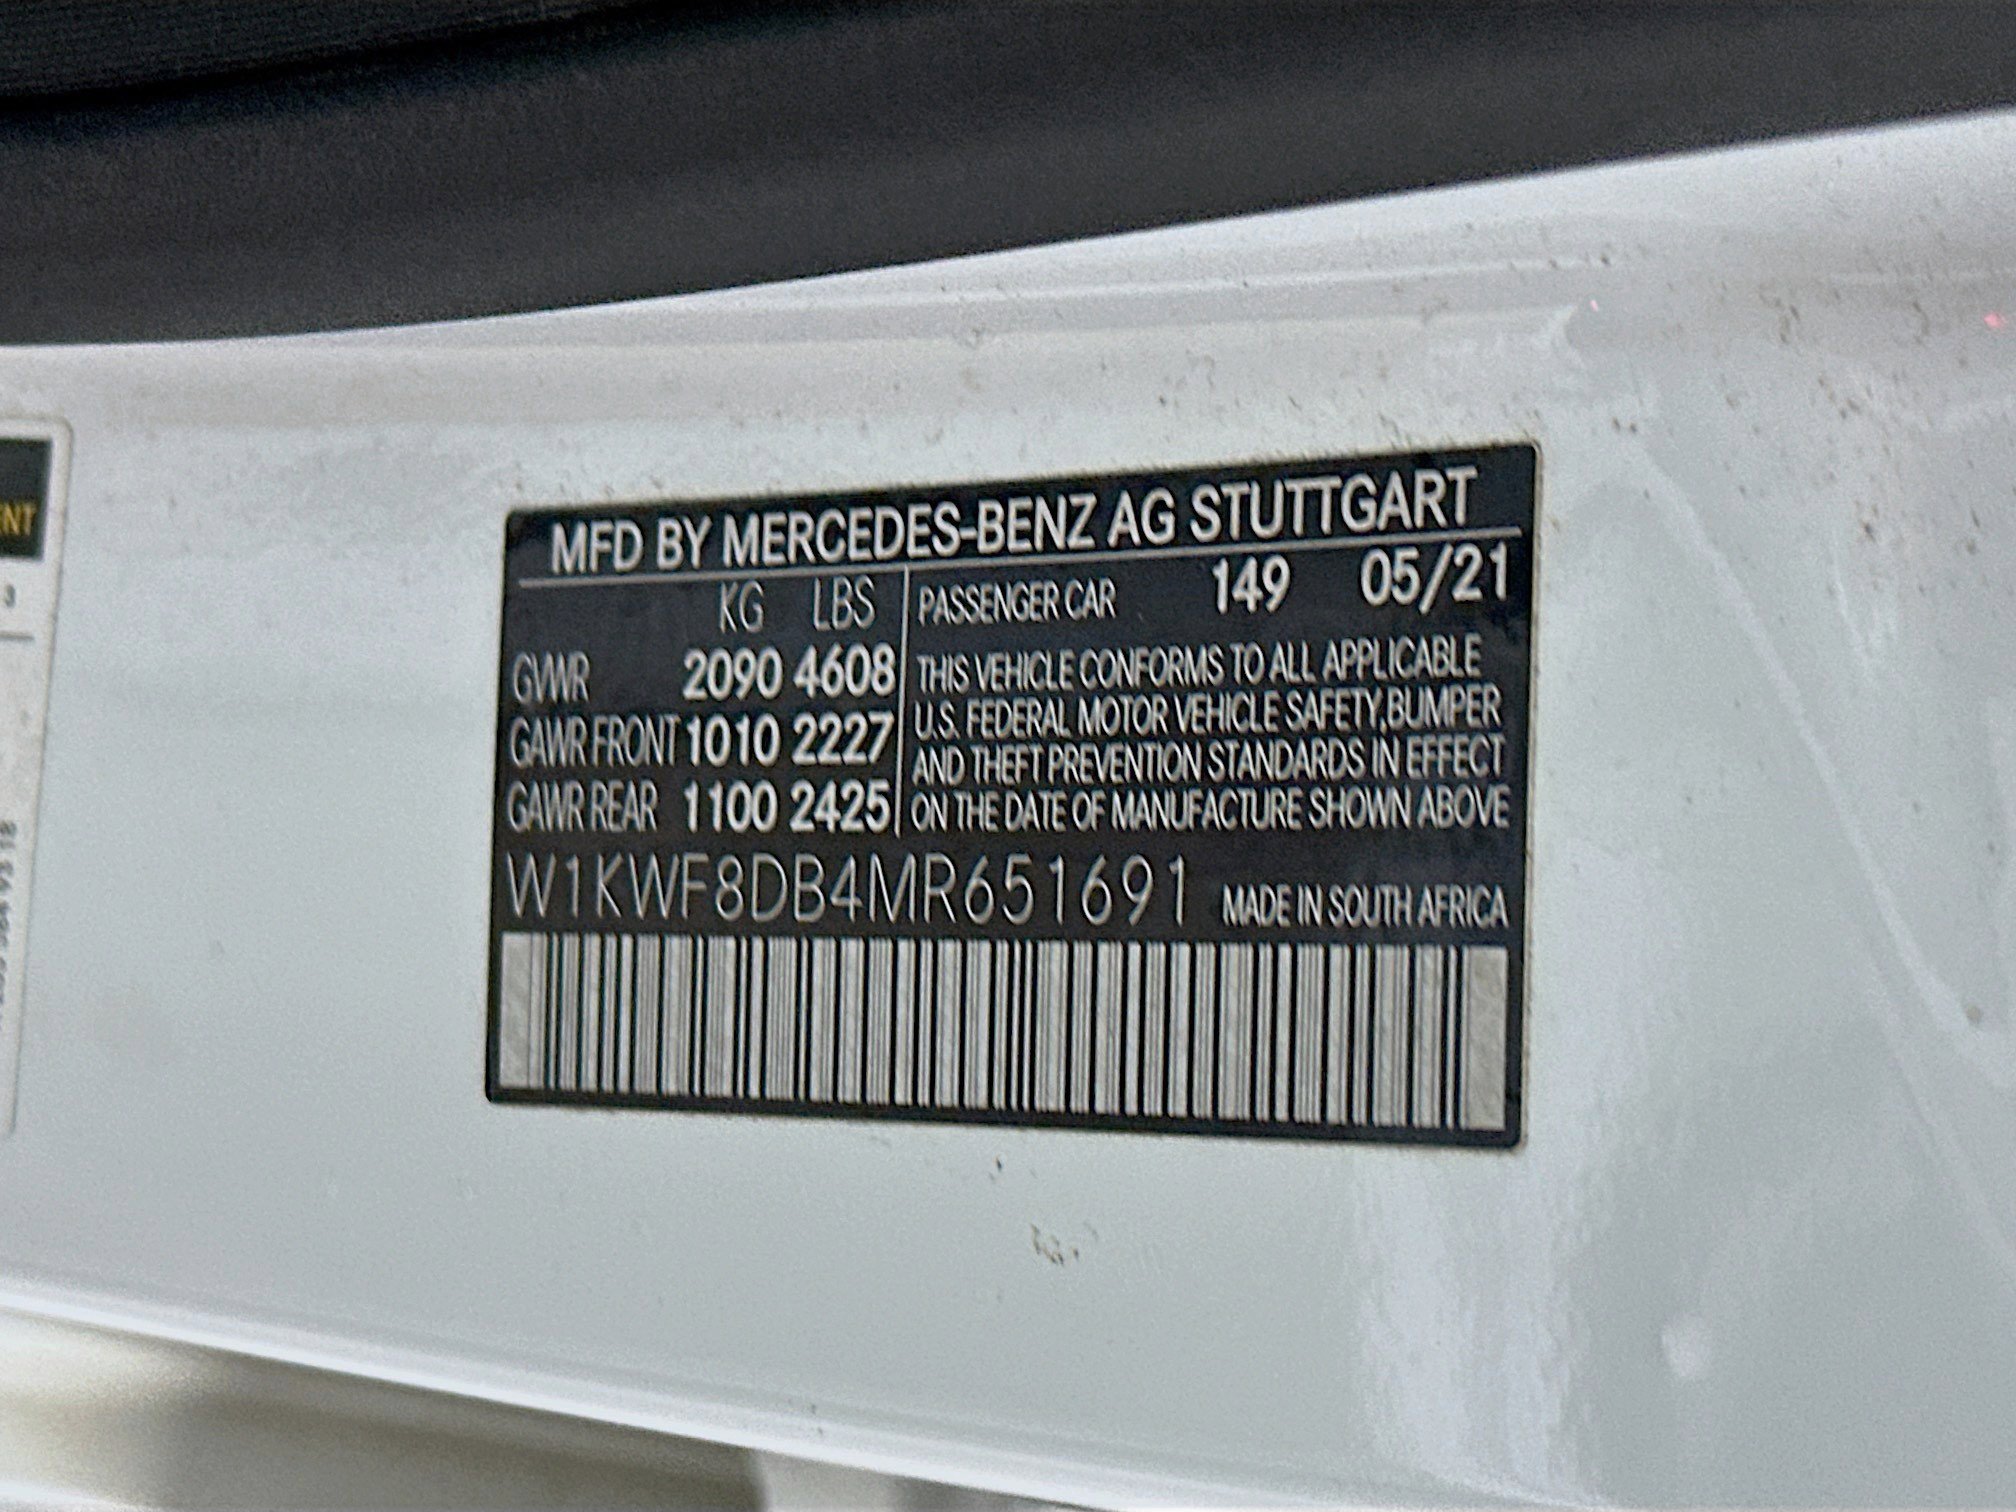 MFD BY MERCEDES-BENZ AG STUTTGART
KG LBS
GVWR 2090 4608
GAWR FRONT 1010 2227
GAWR REAR 1100 2425
PASSENGER CAR 149 05/21
THIS VEHICLE CONFORMS TO ALL APPLICABLE
U.S. FEDERAL MOTOR VEHICLE SAFETY,BUMPER
AND THEFT PREVENTION STANDARDS IN EFFECT
ON THE DATE OF MANUFACTURE SHOWN ABOVE
W1KWF8DB4MR651691 MADE IN SOUTH AFRICA